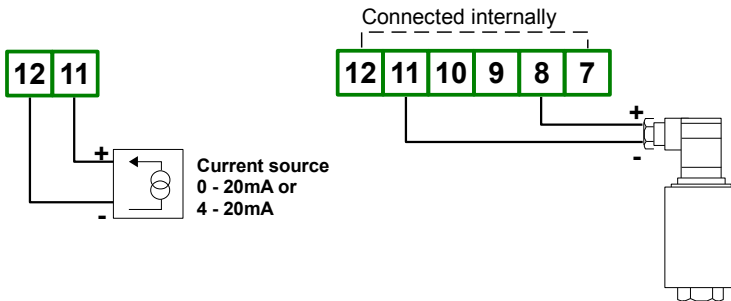 Connected internally
12 11
12 11 10 9 8 7
+
-
Current source
0 - 20mA or
4 - 20mA
+
-